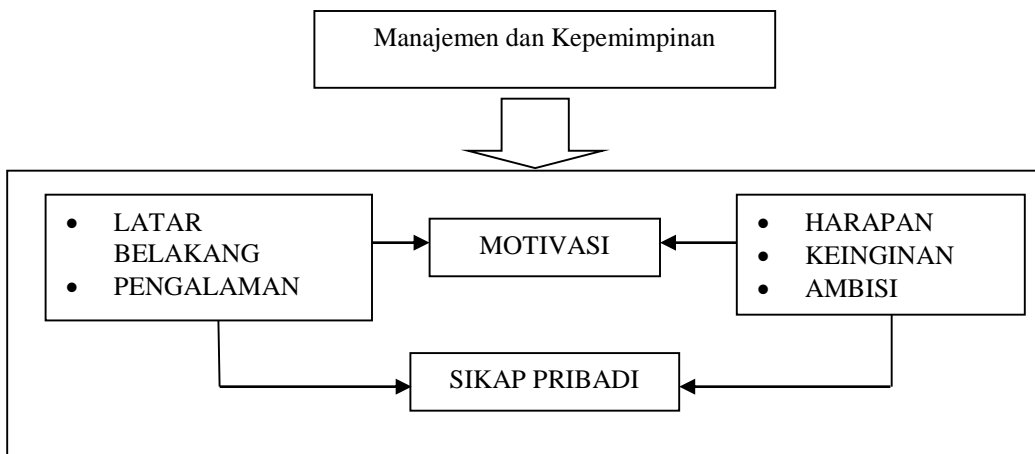 Manajemen dan Kepemimpinan
• LATAR
BELAKANG
• PENGALAMAN
MOTIVASI
• HARAPAN
• KEINGINAN
• AMBISI
SIKAP PRIBADI